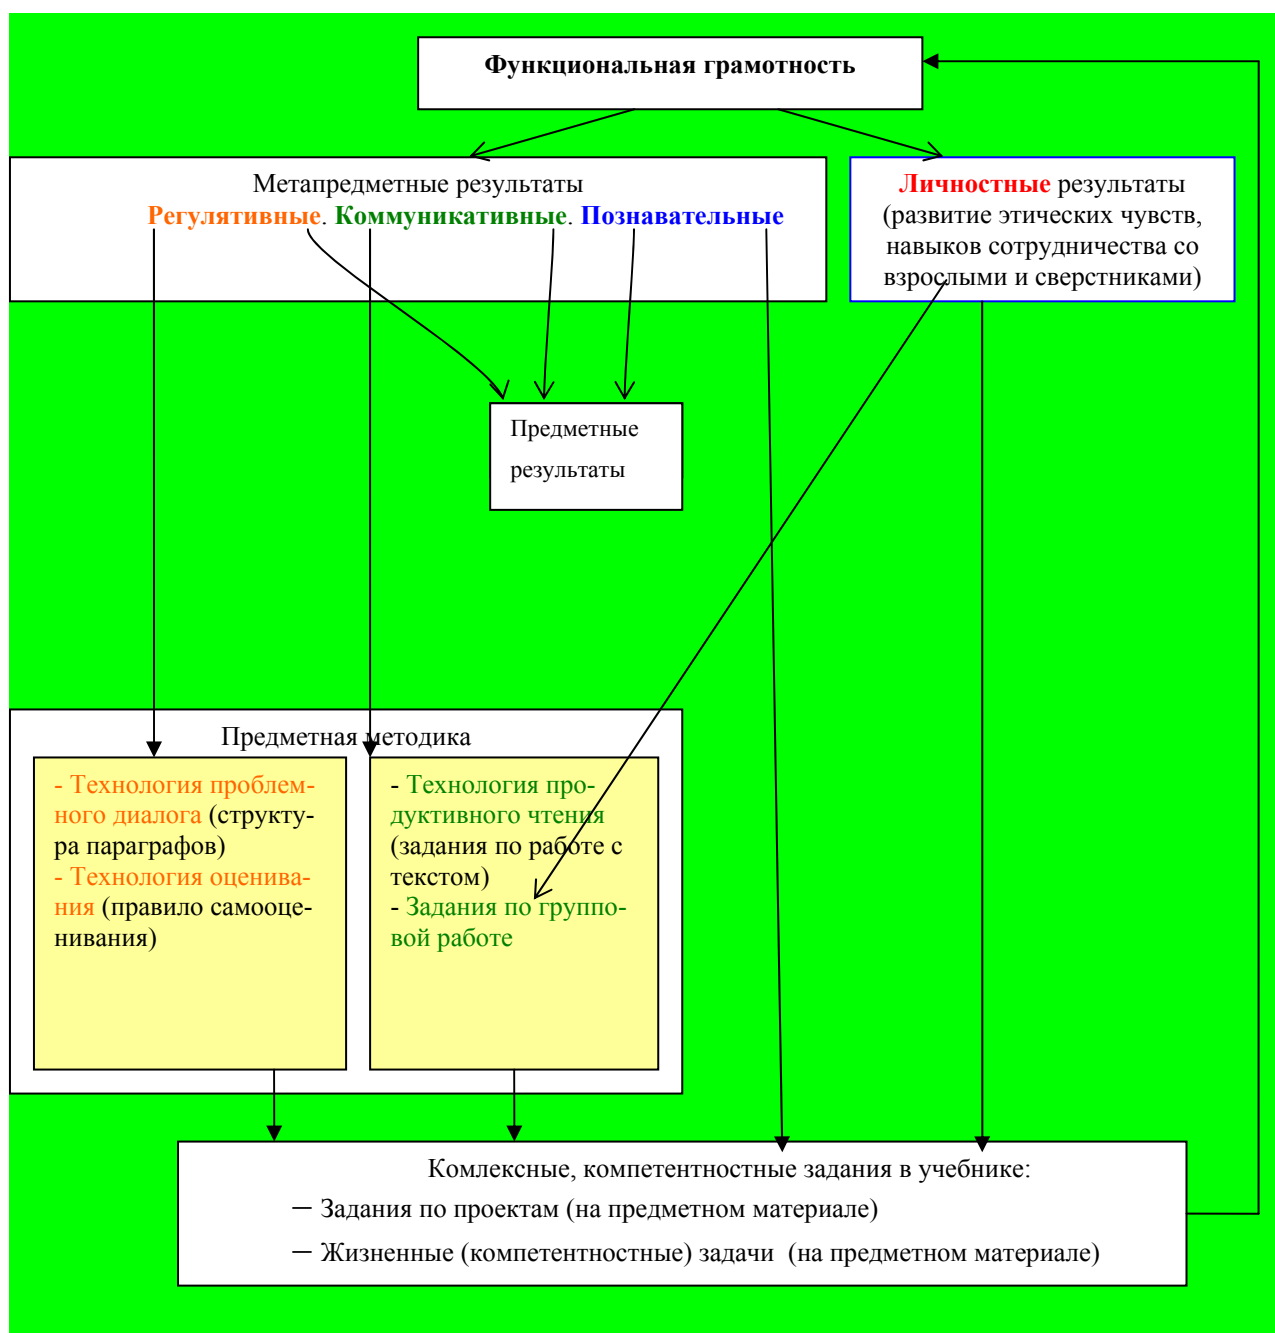 Функциональная грамотность
Метапредметные результаты
Регулятивные. Коммуникативные. Познавательные
Личностные результаты
(развитие этических чувств,
навыков сотрудничества со
взрослыми и сверстниками)
Предметные
результаты
Предметная методика
- Технология проблем-
ного диалога (структу-
ра параграфов)
- Технология оценива-
ния (правило самооце-
нивания)
- Технология про-
дуктивного чтения
(задания по работе с
текстом)
- Задания по группо-
вой работе
Комлексные, компетентностные задания в учебнике:
— Задания по проектам (на предметном материале)
— Жизненные (компетентностные) задачи (на предметном материале)